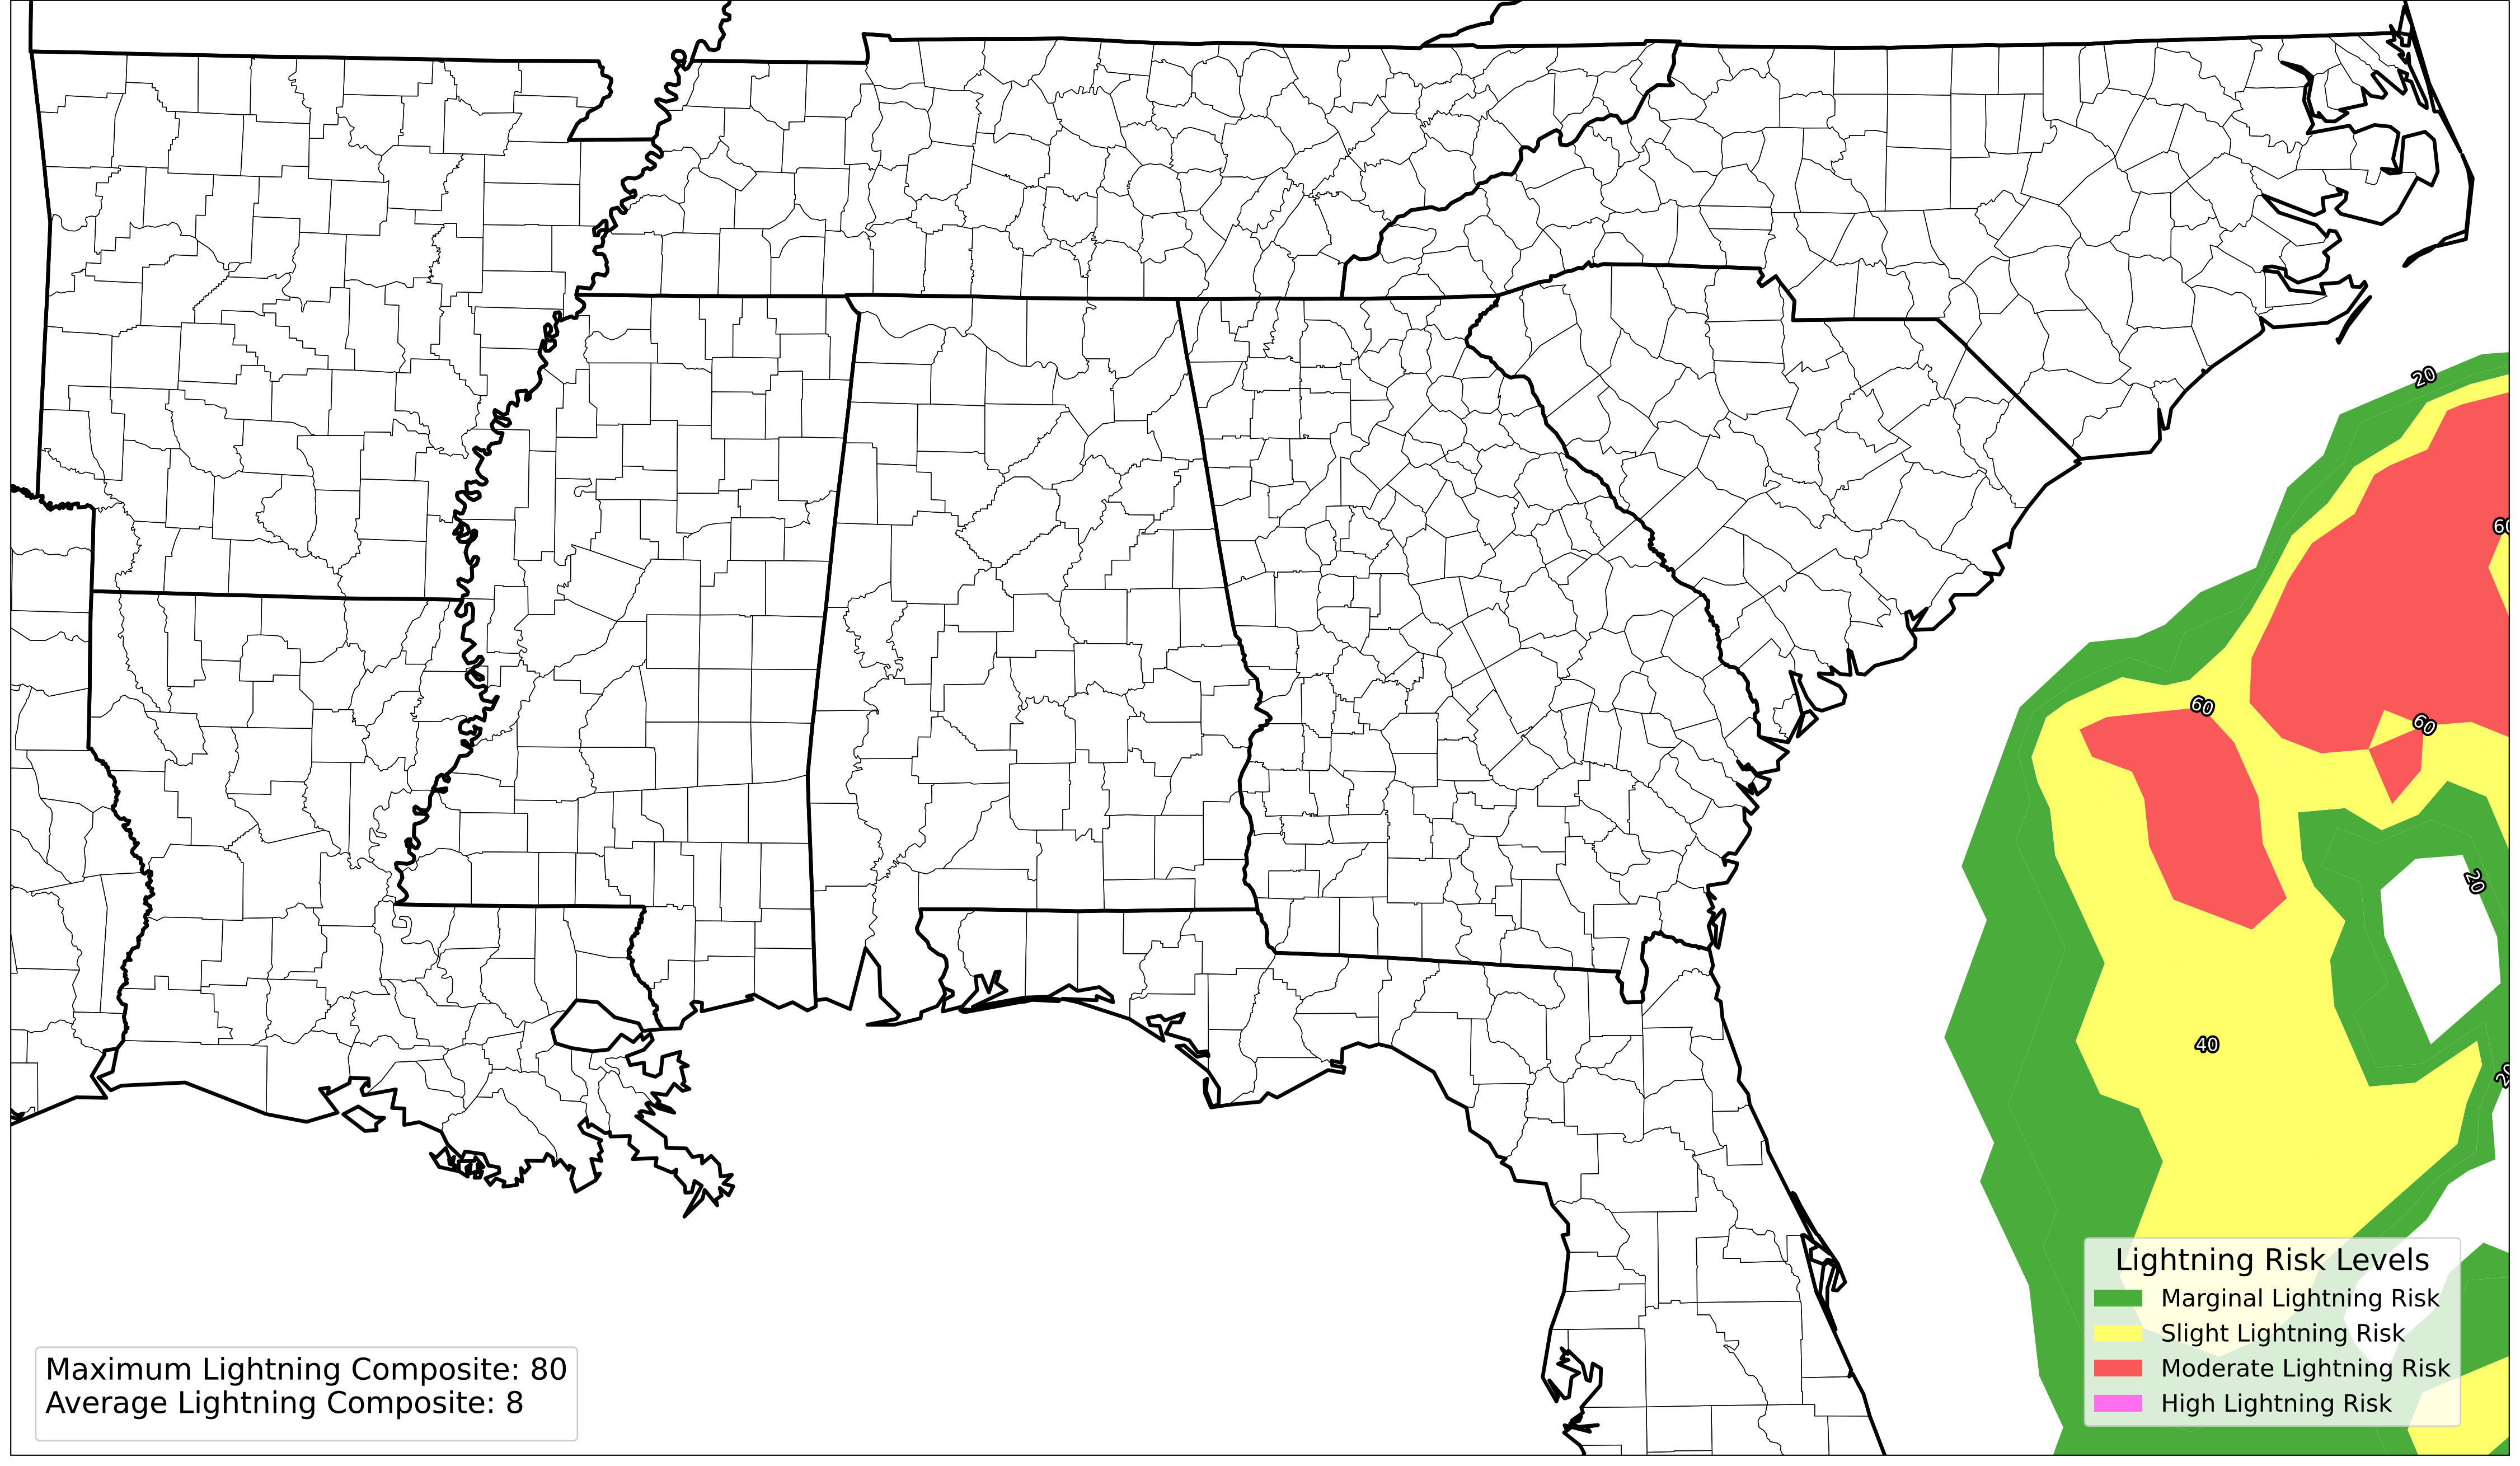 20
60
60
60
20
40
20
Lightning Risk Levels
Marginal Lightning Risk
Slight Lightning Risk
Moderate Lightning Risk
High Lightning Risk
Maximum Lightning Composite: 80
Average Lightning Composite: 8